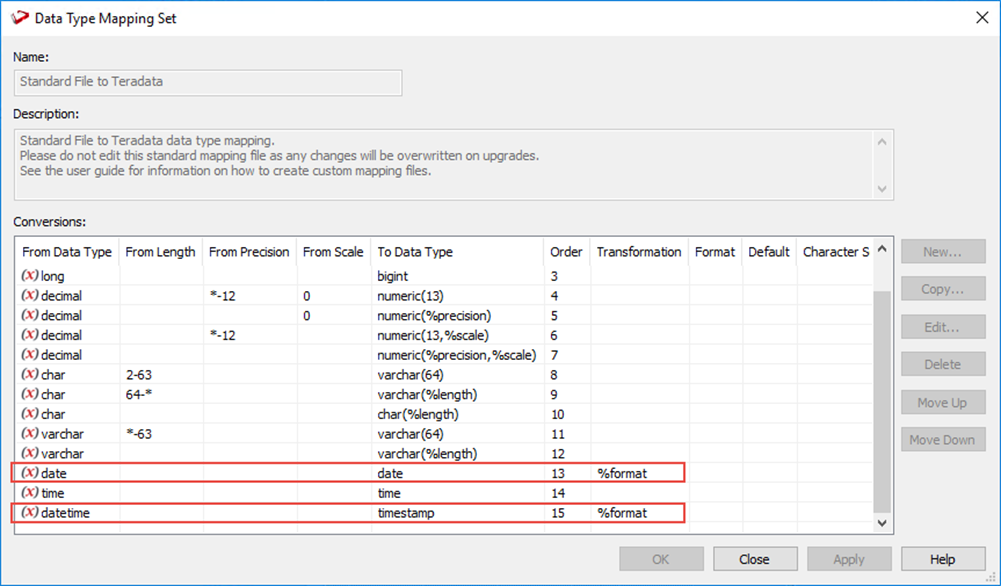 Data Type Mapping Set
Name:
Standard File to Teradata
Description:
Standard File to Teradata data type mapping.
Please do not edit this standard mapping file as any changes will be overwritten on upgrades.
See the user guide for information on how to create custom mapping files.
Conversions:
From Data Type From Length From Precision From Scale To Data Type Order Transformation Format Default Character S
(x) long bigint 3
(x) decimal *-12 0 numeric(13) 4
(x) decimal 0 numeric(%precision) 5
(x) decimal *-12 numeric(13,%scale) 6
(x) decimal numeric(%precision,%scale) 7
(x) char 2-63 varchar(64) 8
(x) char 64-* varchar(%length) 9
(x) char char(%length) 10
(x) varchar *-63 varchar(64) 11
(x) varchar varchar(%length) 12
(x) date date 13 %format
(x) time time 14
(x) datetime timestamp 15 %format
New...
Copy...
Edit...
Delete
Move Up
Move Down
OK Close Apply Help